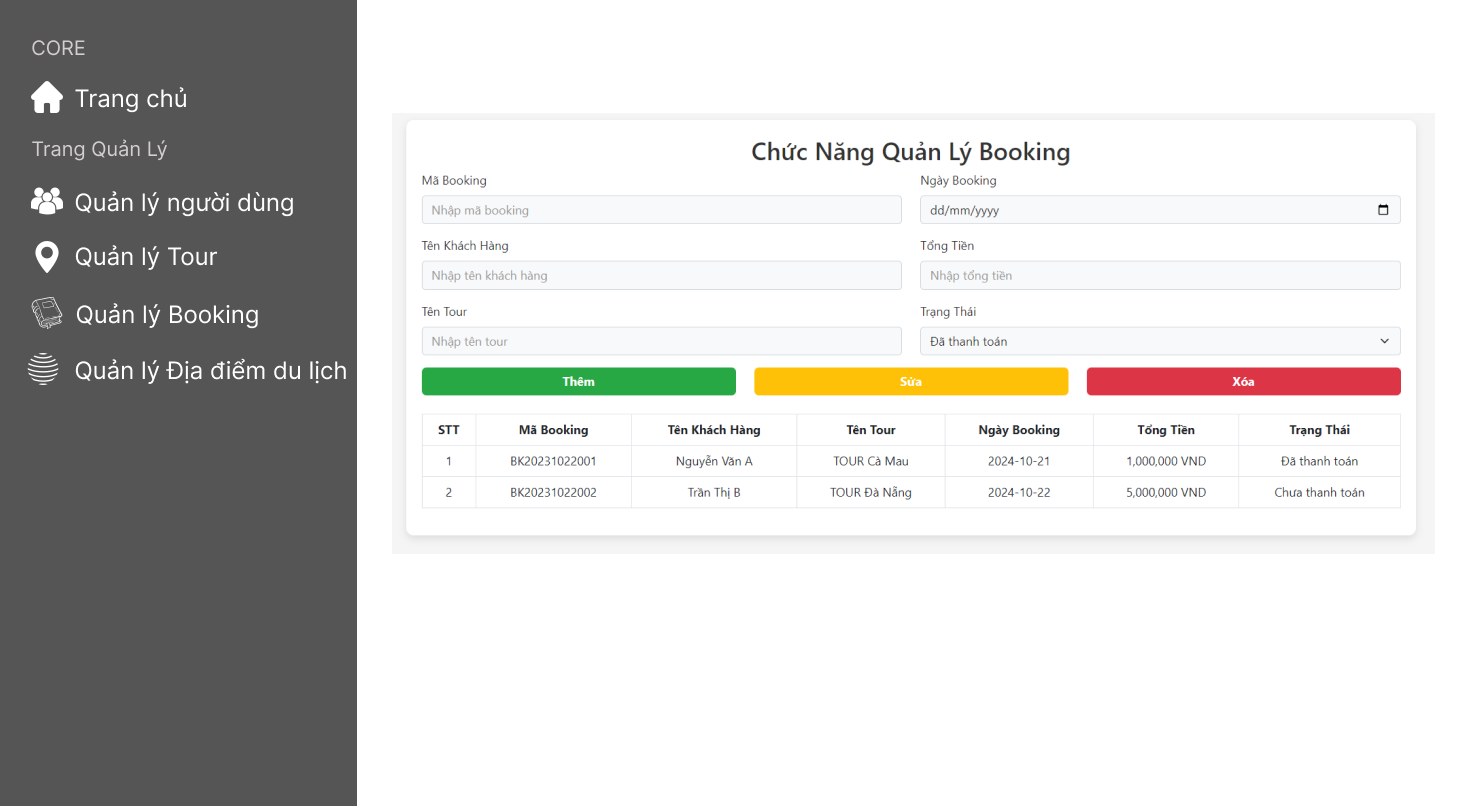 CORE
Trang chủ
Trang Quản Lý
Quản lý người dùng
Quản lý Tour
Quản lý Booking
Quản lý Địa điểm du lịch
Chức Năng Quản Lý Booking
Mã Booking Ngày Booking
Nhập mã booking dd/mm/yyyy
Tên Khách Hàng Tổng Tiền
Nhập tên khách hàng Nhập tổng tiền
Tên Tour Trạng Thái
Nhập tên tour Đã thanh toán
Thêm Sửa Xóa
STT Mã Booking Tên Khách Hàng Tên Tour Ngày Booking Tổng Tiền Trạng Thái
1 BK20231022001 Nguyễn Văn A TOUR Cà Mau 2024-10-21 1,000,000 VND Đã thanh toán
2 BK20231022002 Trần Thị B TOUR Đà Nẵng 2024-10-22 5,000,000 VND Chưa thanh toán